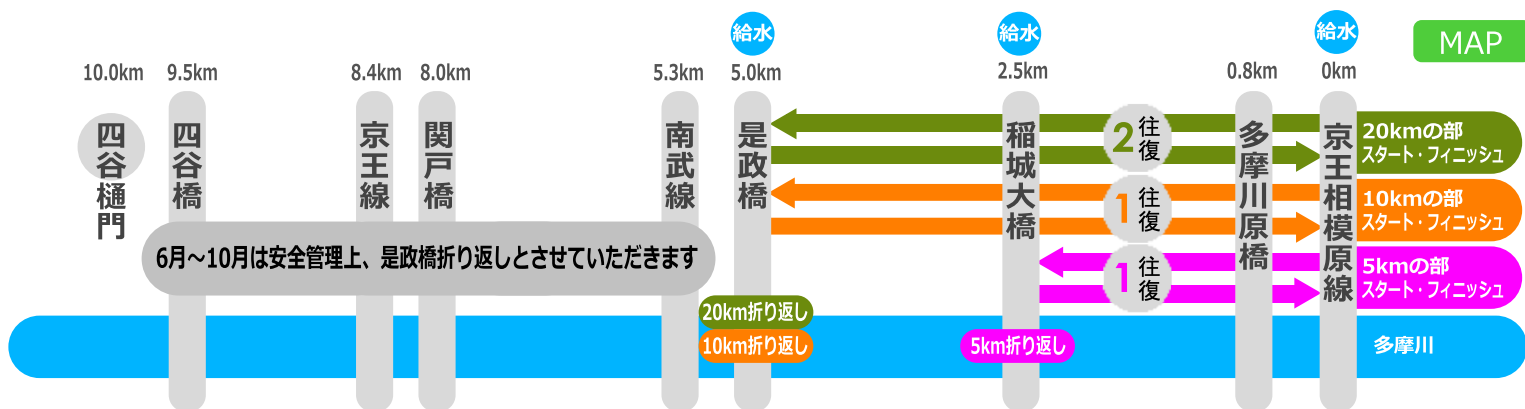 給水
給水
給水
MAP
10.0km
9.5km
8.4km
8.0km
5.3km
5.0km
2.5km
0.8km
0km
四谷樋門
四谷橋
京王線
関戸橋
南武線
是政橋
稲城大橋
多摩川原橋
京王相模原線
2往復
20kmの部
スタート・フィニッシュ
1往復
10kmの部
スタート・フィニッシュ
1往復
5kmの部
スタート・フィニッシュ
6月～10月は安全管理上、是政橋折り返しとさせていただきます
20km折り返し
10km折り返し
5km折り返し
多摩川